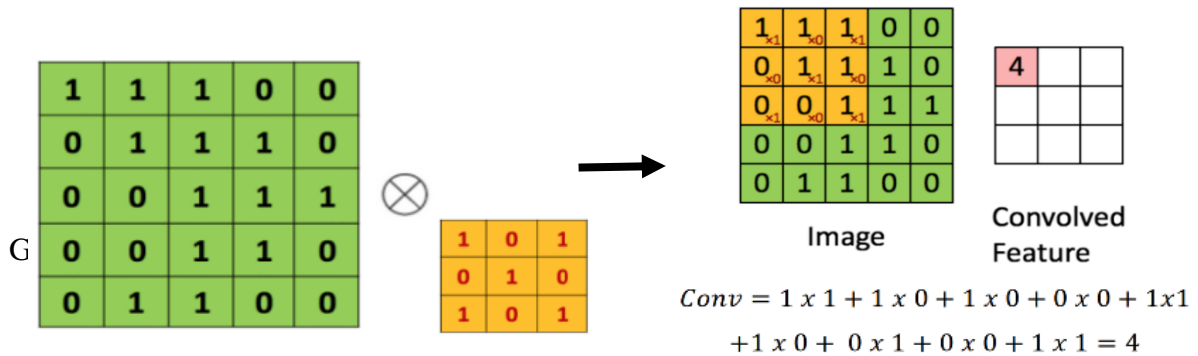 1 1 1 0 0
0 1 1 1 0
0 0 1 1 1
G 0 0 1 1 0
0 1 1 0 0
1 0 1
0 1 0
1 0 1
1×1 1×0 1×1 0 0
0×0 1×1 1×0 1 0
0×1 0×0 1×1 1 1
0 0 1 1 0
0 1 1 0 0
Image
4
Convolved
Feature
Conv = 1 x 1 + 1 x 0 + 1 x 0 + 0 x 0 + 1x1
+1 x 0 + 0 x 1 + 0 x 0 + 1 x 1 = 4